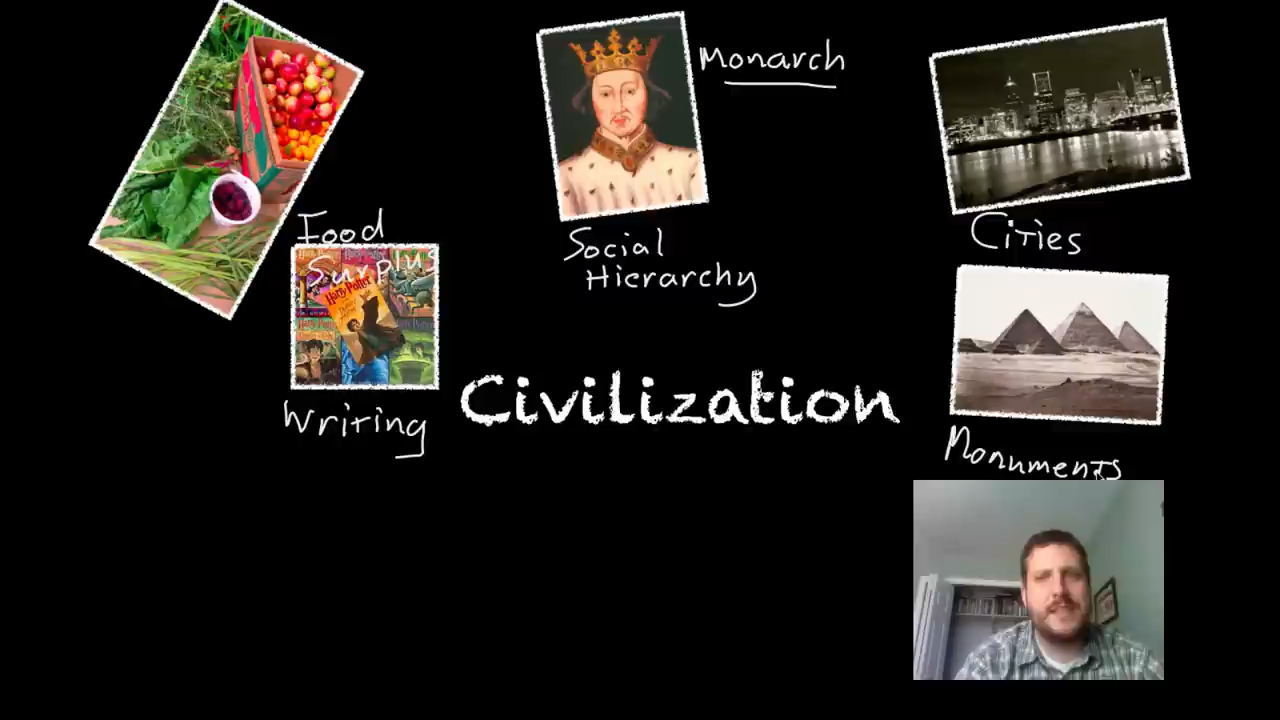 Monarch
Food
Surplus
Social
Hierarchy
Cities
Harry Potter
Writing
Civilization
Monuments